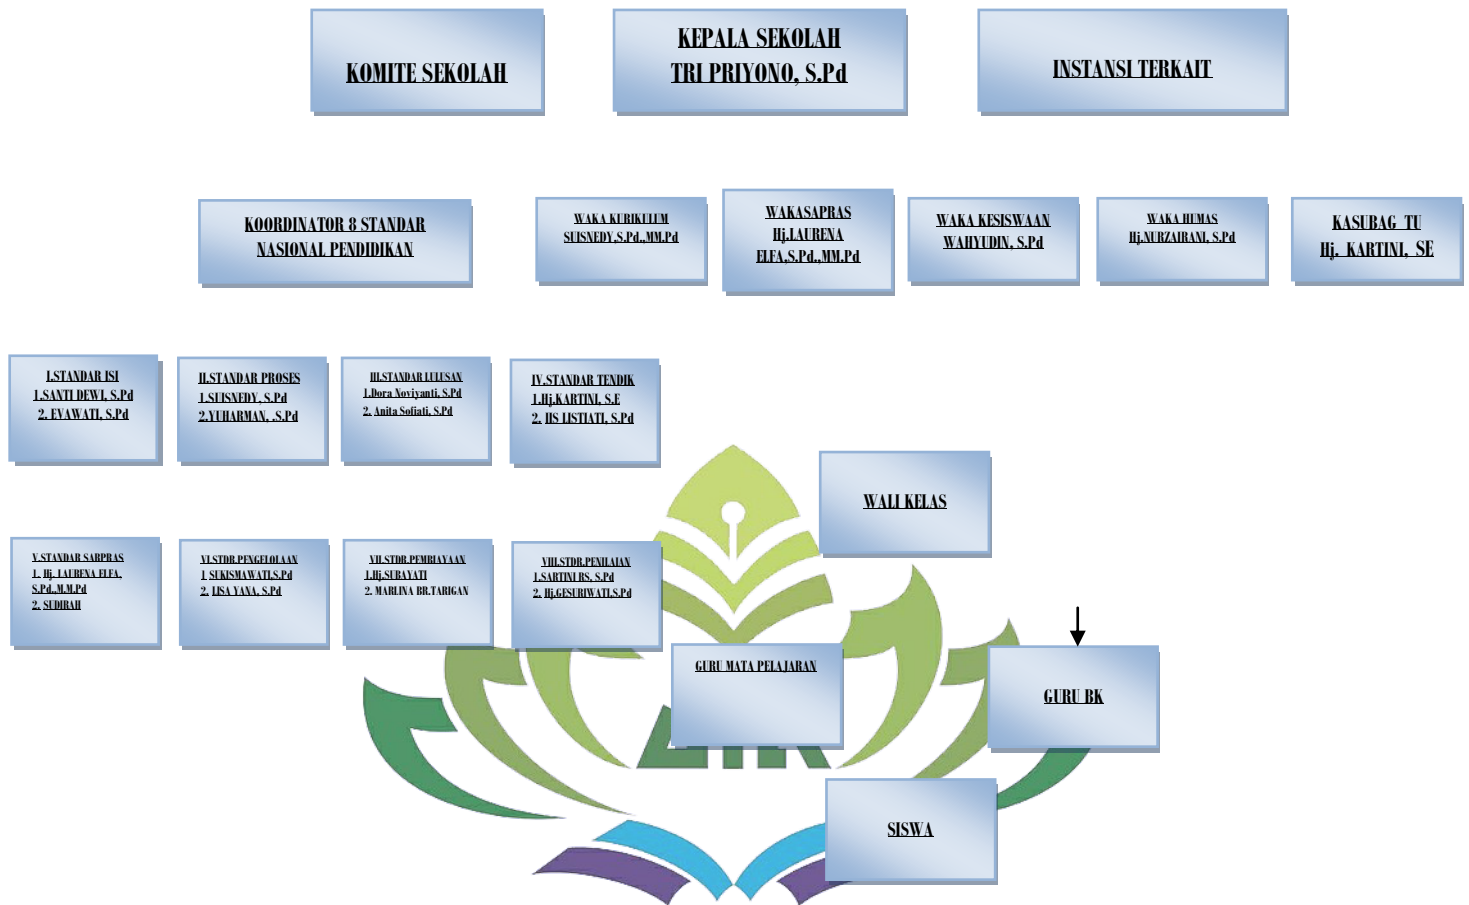 KOMITE SEKOLAH
KEPALA SEKOLAH
TRI PRIYONO, S.Pd
INSTANSI TERKAIT
KOORDINATOR 8 STANDAR
NASIONAL PENDIDIKAN
WAKA KURIKULUM
SUISNEDY,S.Pd.,MM.Pd
WAKASAPRAS
Hj.LAURENA
ELFA,S.Pd.,MM.Pd
WAKA KESISWAAN
WAHYUDIN, S.Pd
WAKA HUMAS
Hj.NURZAIRANI, S.Pd
KASUBAG TU
Hj. KARTINI, SE
I.STANDAR ISI
1.SANTI DEWI, S.Pd
2. EVAWATI, S.Pd
II.STANDAR PROSES
1.SUISNEDY, S.Pd
2.YUHARMAN, .S.Pd
III.STANDAR LULUSAN
1.Dora Noviyanti, S.Pd
2. Anita Sofiati, S.Pd
IV.STANDAR TENDIK
1.Hj.KARTINI, S.E
2. IIS LISTIATI, S.Pd
WALI KELAS
V.STANDAR SARPRAS
1. Hj. LAURENA ELFA,
S.Pd.,M.M.Pd
2. SUDIRAH
VI.STDR.PENGELOLAAN
1 SUKISMAWATI,S.Pd
2. LISA YANA, S.Pd
VII.STDR.PEMBIAYAAN
1.Hj.SUBAYATI
2. MARLINA BR.TARIGAN
VIII.STDR.PENILAIAN
1.SARTINI RS, S.Pd
2. Hj.GESURIWATI,S.Pd
GURU MATA PELAJARAN
GURU BK
SISWA